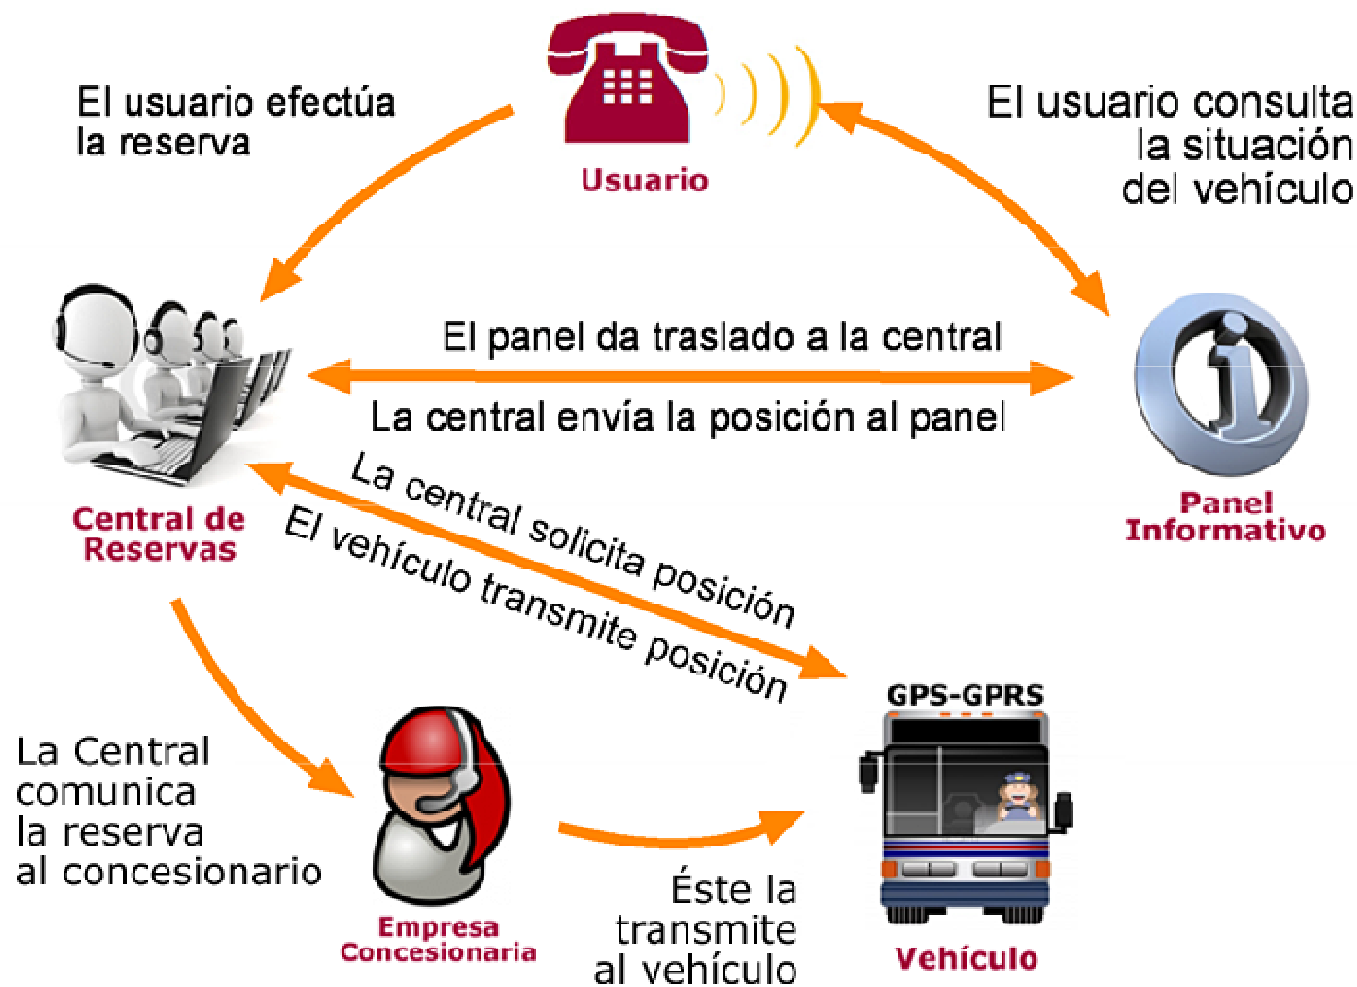 El usuario efectúa
la reserva
Usuario
El usuario consulta
la situación
del vehículo
El panel da traslado a la central
La central envía la posición al panel
Central de
Reservas
Panel
Informativo
La central solicita posición
El vehículo transmite posición
La Central
comunica
la reserva
al concesionario
Empresa
Concesionaria
Éste la
transmite
al vehículo
GPS-GPRS
Vehículo